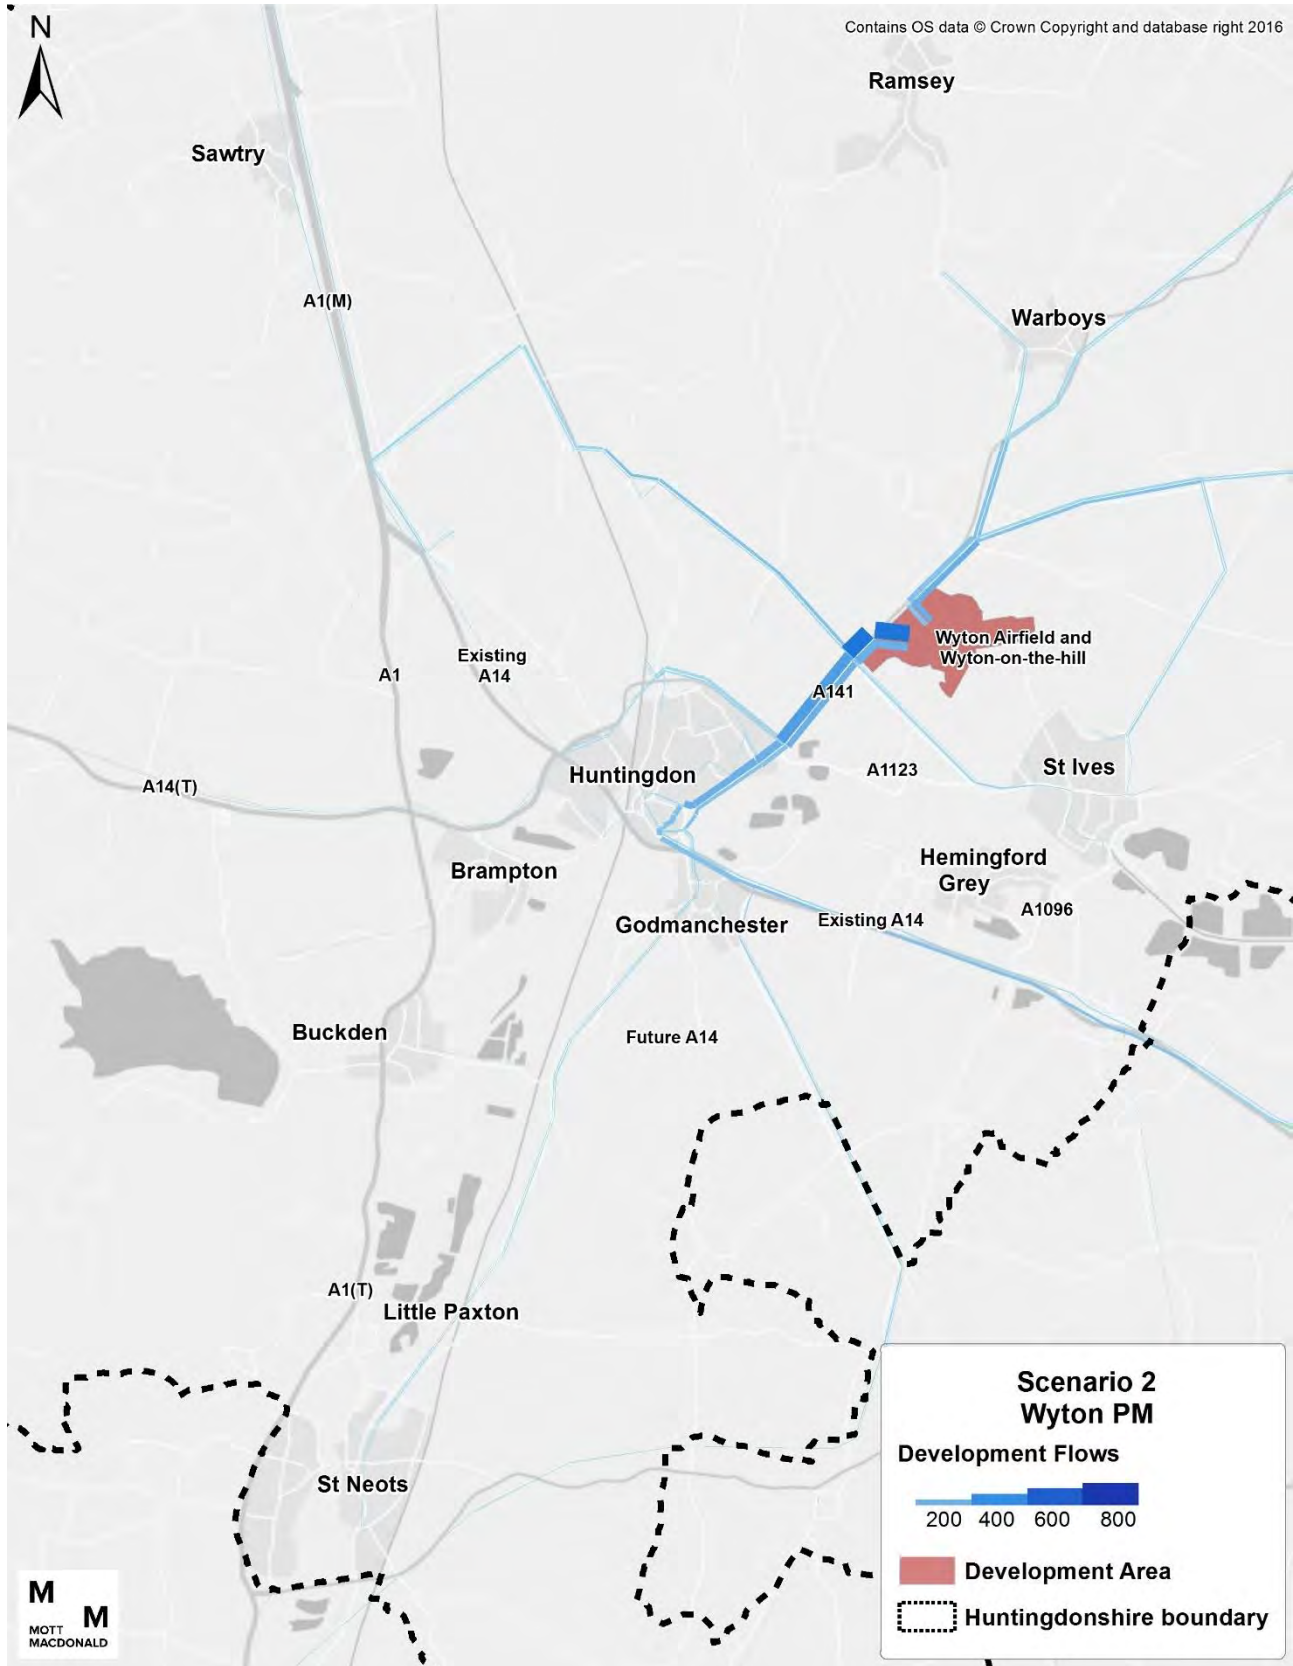 Contains OS data © Crown Copyright and database right 2016
N
Ramsey
Sawtry
A1(M)
Warboys
Wyton Airfield and
Wyton-on-the-hill
Existing
A14
A1
A141
Huntingdon
A1123
St Ives
A14(T)
Brampton
Hemingford
Grey
A1096
Godmanchester
Existing A14
Buckden
Future A14
A1(T)
Little Paxton
St Neots
Scenario 2
Wyton PM
Development Flows
200 400 600 800
Development Area
Huntingdonshire boundary
M
M
MOTT
MACDONALD